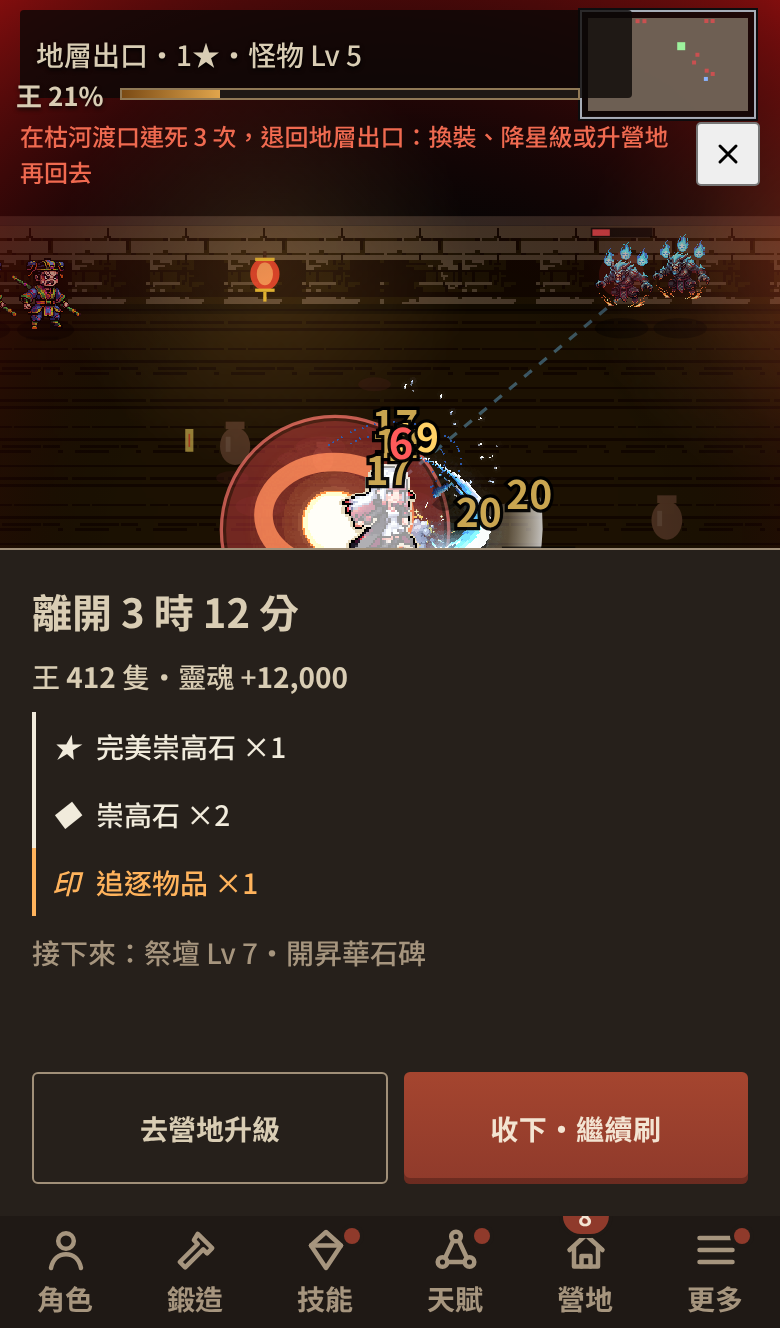 地層出口・1★・怪物 Lv 5
王 21%
在枯河渡口連死 3 次，退回地層出口：換裝、降星級或升營地
再回去
17
6 9
17
20 20
離開 3 時 12 分
王 412 隻・靈魂 +12,000
★ 完美崇高石 ×1
◆ 崇高石 ×2
印 追逐物品 ×1
接下來：祭壇 Lv 7・開昇華石碑
去營地升級
收下・繼續刷
角色
鍛造
技能
天賦
營地
更多